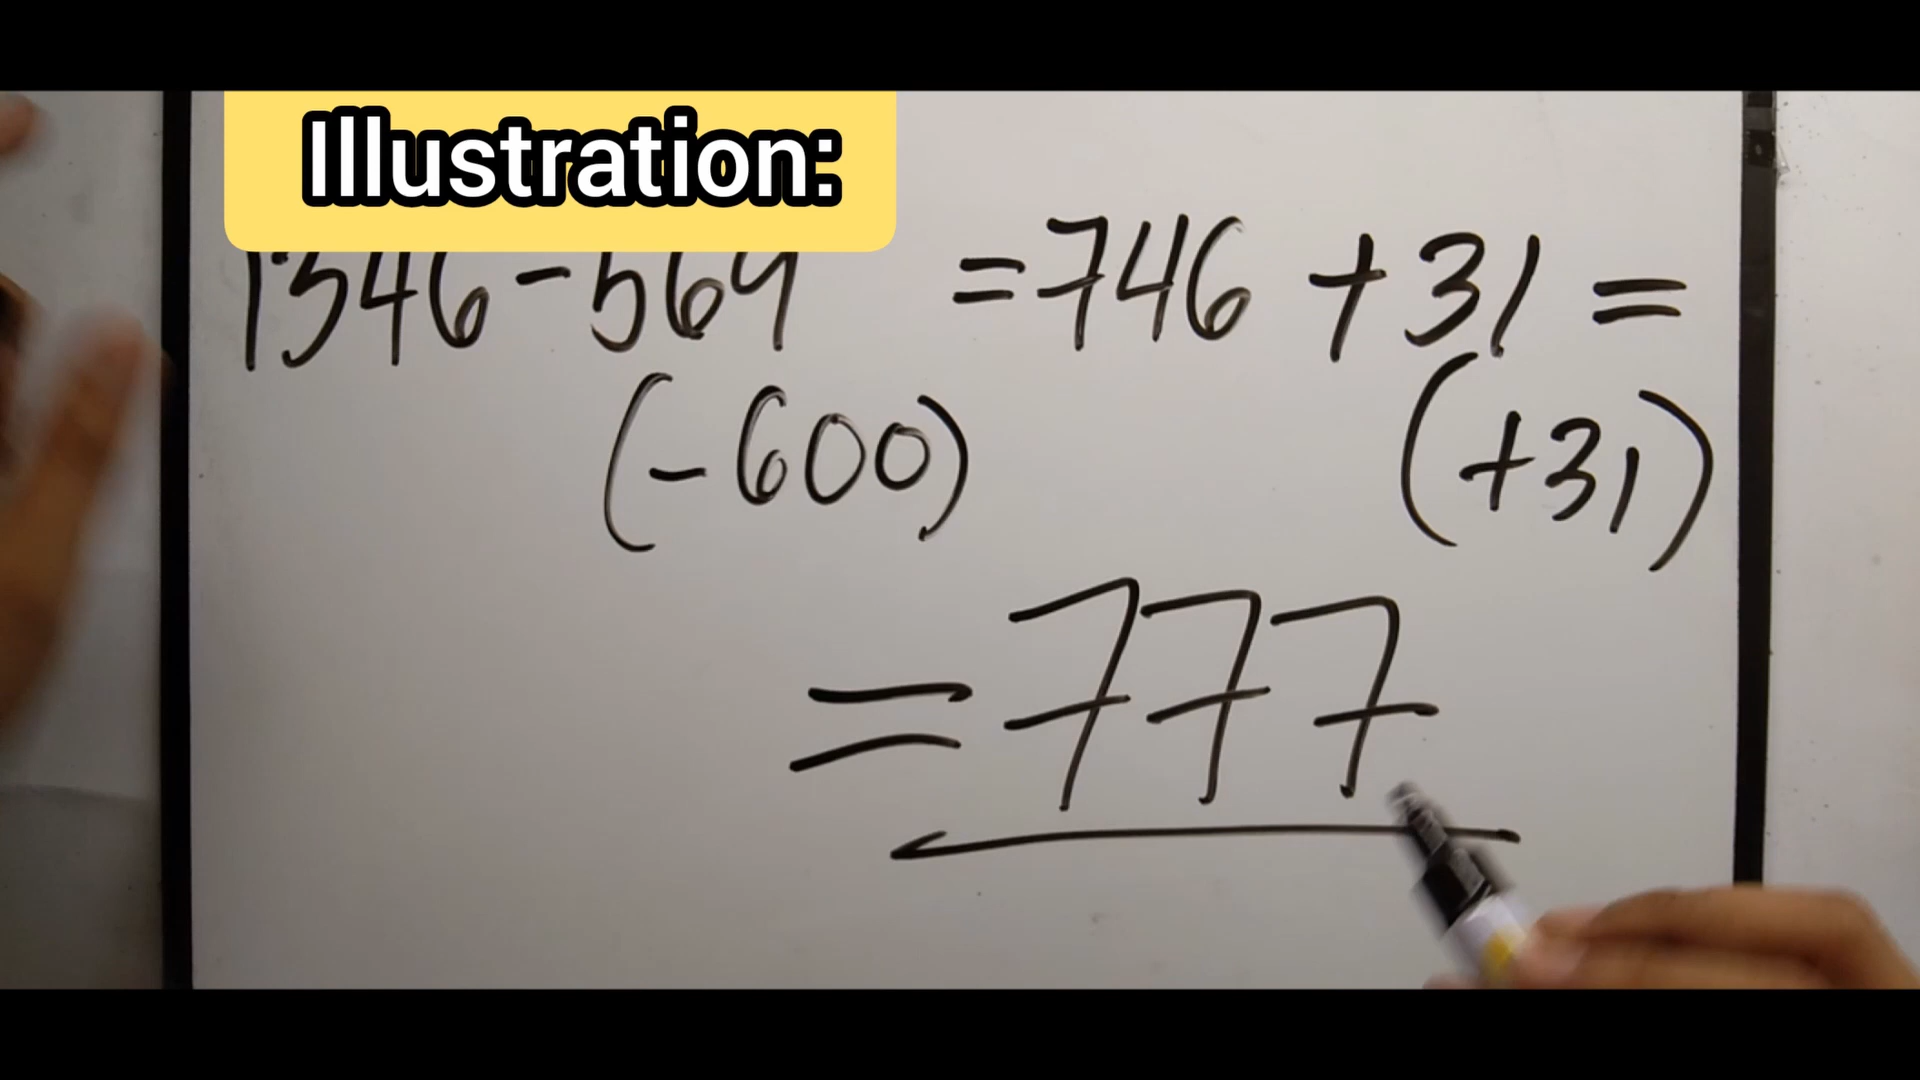 Illustration:
1346-569 =746 +31=
(-600) (+31)
=777